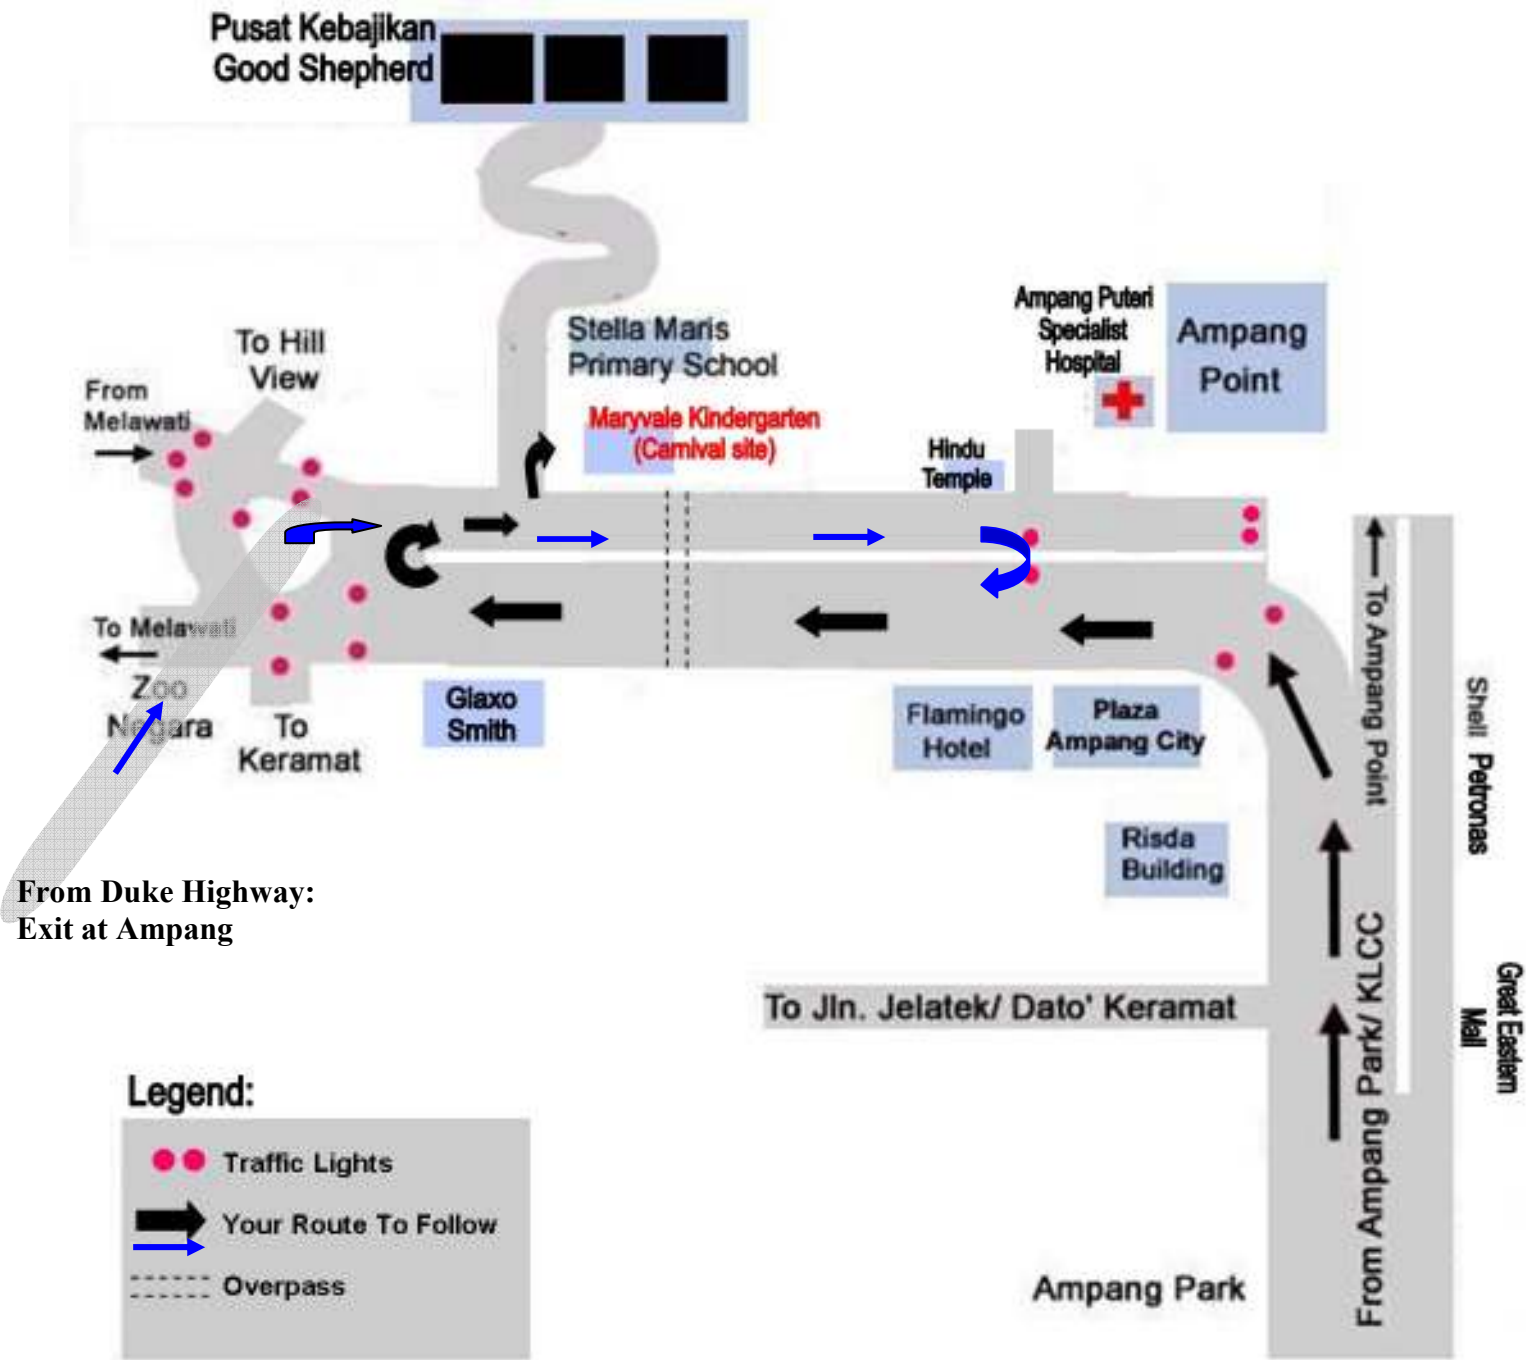 Pusat Kebajikan
Good Shepherd
Stella Maris
Primary School
Maryvale Kindergarten
(Carnival site)
Ampang Puteri
Specialist
Hospital
Ampang
Point
To Hill
View
From
Melawati
Hindu
Temple
To Melawati
Zoo
Negara
To
Keramat
Glaxo
Smith
Flamingo
Hotel
Plaza
Ampang City
To Ampang Point
Shell
Petronas
Risda
Building
From Duke Highway:
Exit at Ampang
To Jln. Jelatek/ Dato' Keramat
From Ampang Park/ KLCC
Great Eastern
Mall
Legend:
Traffic Lights
Your Route To Follow
Overpass
Ampang Park